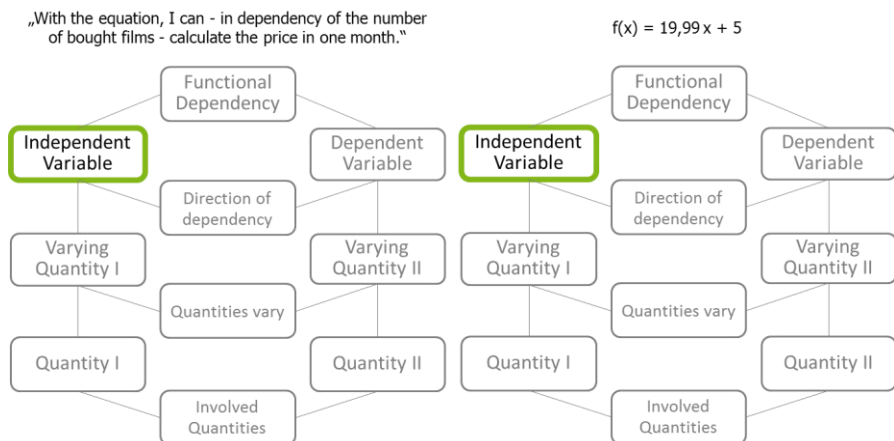 „With the equation, I can - in dependency of the number
of bought films - calculate the price in one month.“
Functional
Dependency
Independent
Variable
Dependent
Variable
Direction of
dependency
Varying
Quantity I
Varying
Quantity II
Quantities vary
Quantity I
Quantity II
Involved
Quantities
f(x) = 19,99 x + 5
Functional
Dependency
Independent
Variable
Dependent
Variable
Direction of
dependency
Varying
Quantity I
Varying
Quantity II
Quantities vary
Quantity I
Quantity II
Involved
Quantities